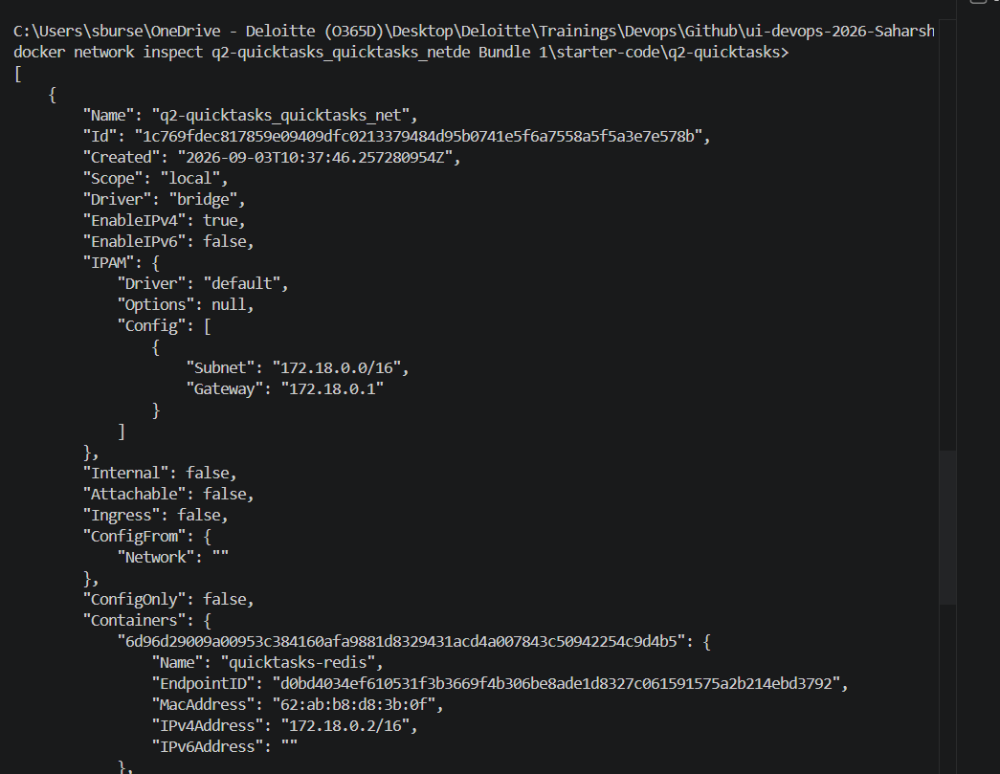 C:\Users\sburse\OneDrive - Deloitte (O365D)\Desktop\Deloitte\Trainings\Devops\Github\ui-devops-2026-Saharsh
docker network inspect q2-quicktasks_quicktasks_netde Bundle 1\starter-code\q2-quicktasks>
[
    {
        "Name": "q2-quicktasks_quicktasks_net",
        "Id": "1c769fdec817859e09409dfc0213379484d95b0741e5f6a7558a5f5a3e7e578b",
        "Created": "2026-09-03T10:37:46.257280954Z",
        "Scope": "local",
        "Driver": "bridge",
        "EnableIPv4": true,
        "EnableIPv6": false,
        "IPAM": {
            "Driver": "default",
            "Options": null,
            "Config": [
                {
                    "Subnet": "172.18.0.0/16",
                    "Gateway": "172.18.0.1"
                }
            ]
        },
        "Internal": false,
        "Attachable": false,
        "Ingress": false,
        "ConfigFrom": {
            "Network": ""
        },
        "ConfigOnly": false,
        "Containers": {
            "6d96d29009a00953c384160afa9881d8329431acd4a007843c50942254c9d4b5": {
                "Name": "quicktasks-redis",
                "EndpointID": "d0bd4034ef610531f3b3669f4b306be8ade1d8327c061591575a2b214ebd3792",
                "MacAddress": "62:ab:b8:d8:3b:0f",
                "IPv4Address": "172.18.0.2/16",
                "IPv6Address": ""
            },